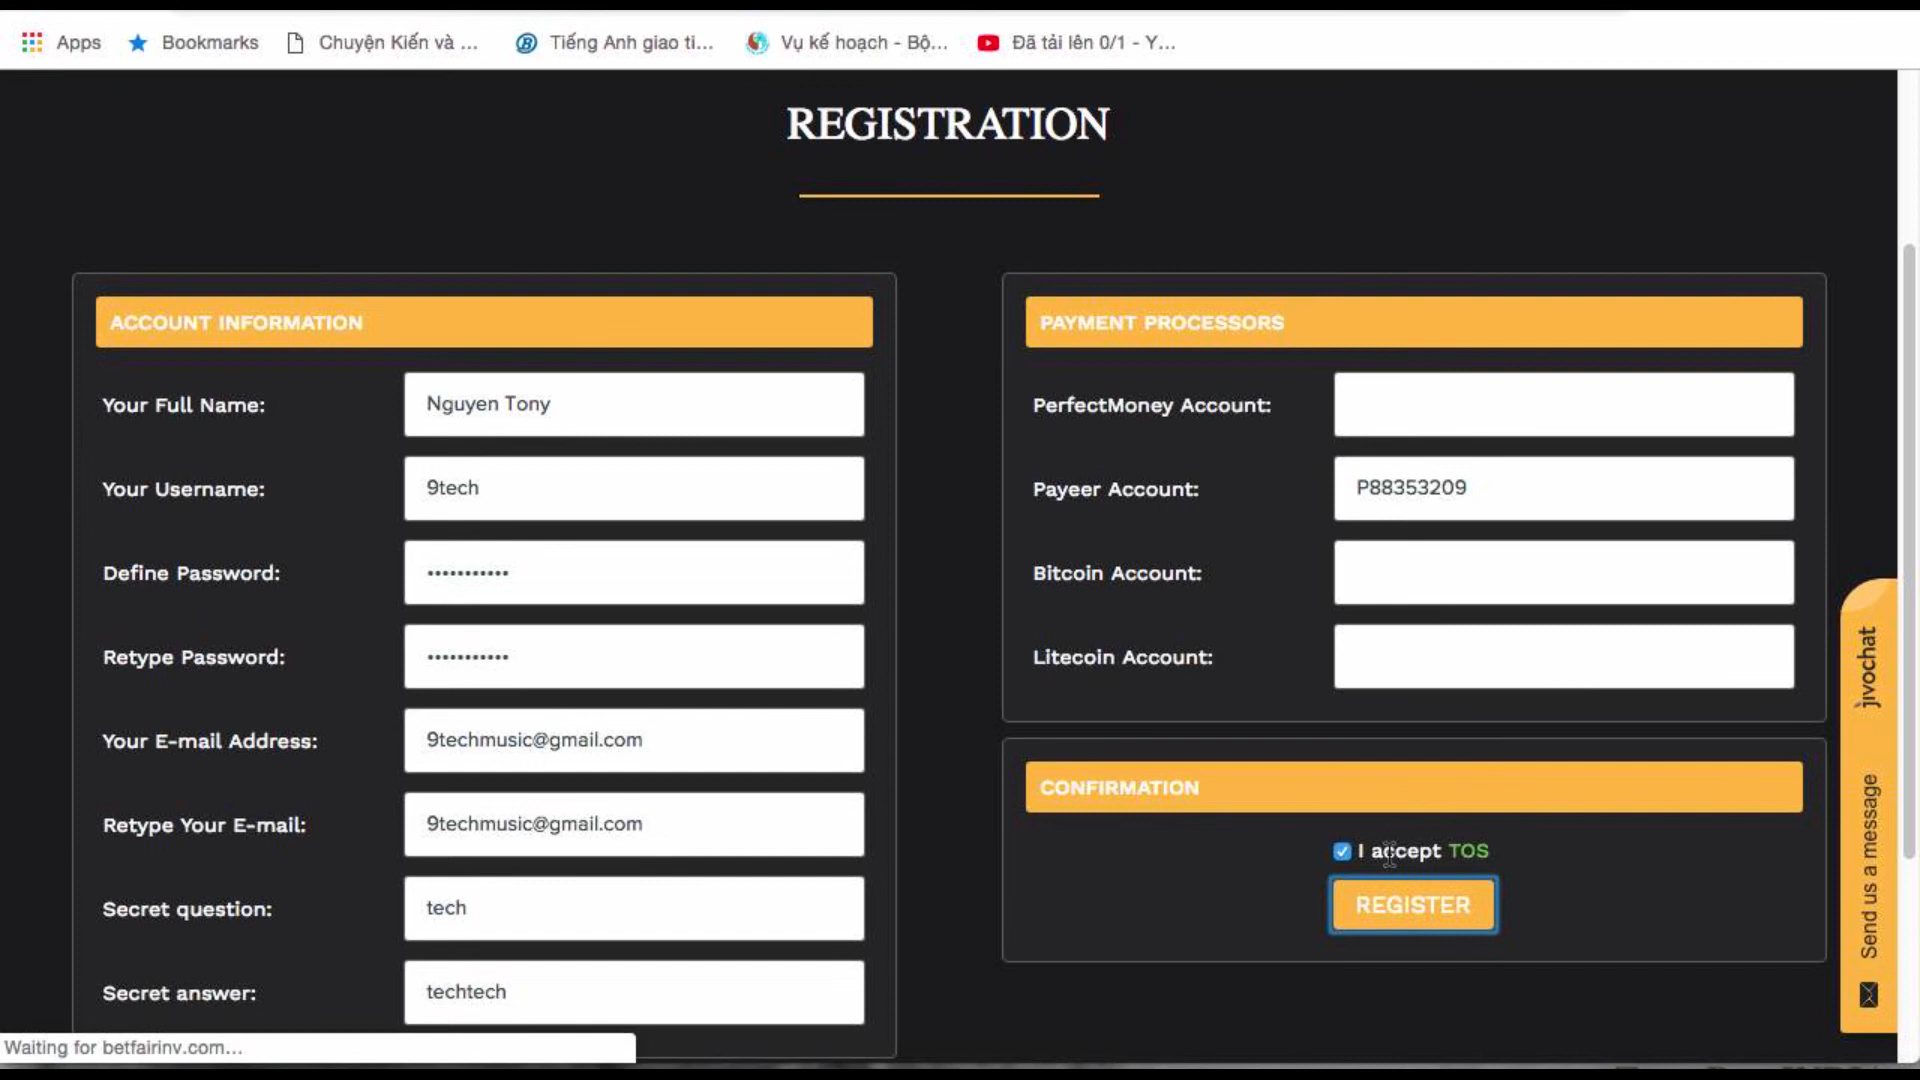 Apps Bookmarks Chuyện Kiến và ... Tiếng Anh giao ti... Vụ kế hoạch - Bộ... Đã tải lên 0/1 - Y...
REGISTRATION
ACCOUNT INFORMATION
Your Full Name: Nguyen Tony
Your Username: 9tech
Define Password: •••••••••••
Retype Password: •••••••••••
Your E-mail Address: 9techmusic@gmail.com
Retype Your E-mail: 9techmusic@gmail.com
Secret question: tech
Secret answer: techtech
PAYMENT PROCESSORS
PerfectMoney Account:
Payeer Account: P88353209
Bitcoin Account:
Litecoin Account:
CONFIRMATION
I accept TOS
REGISTER
jivochat
Send us a message
Waiting for betfairinv.com...